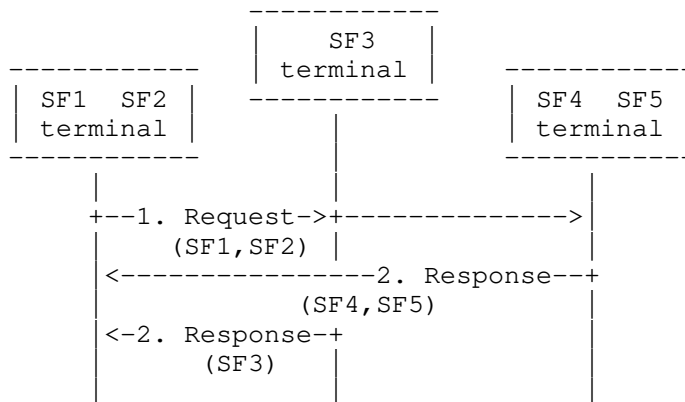 SF3
terminal
SF1 SF2
terminal
SF4 SF5
terminal
1. Request
(SF1,SF2)
2. Response
(SF4,SF5)
2. Response
(SF3)